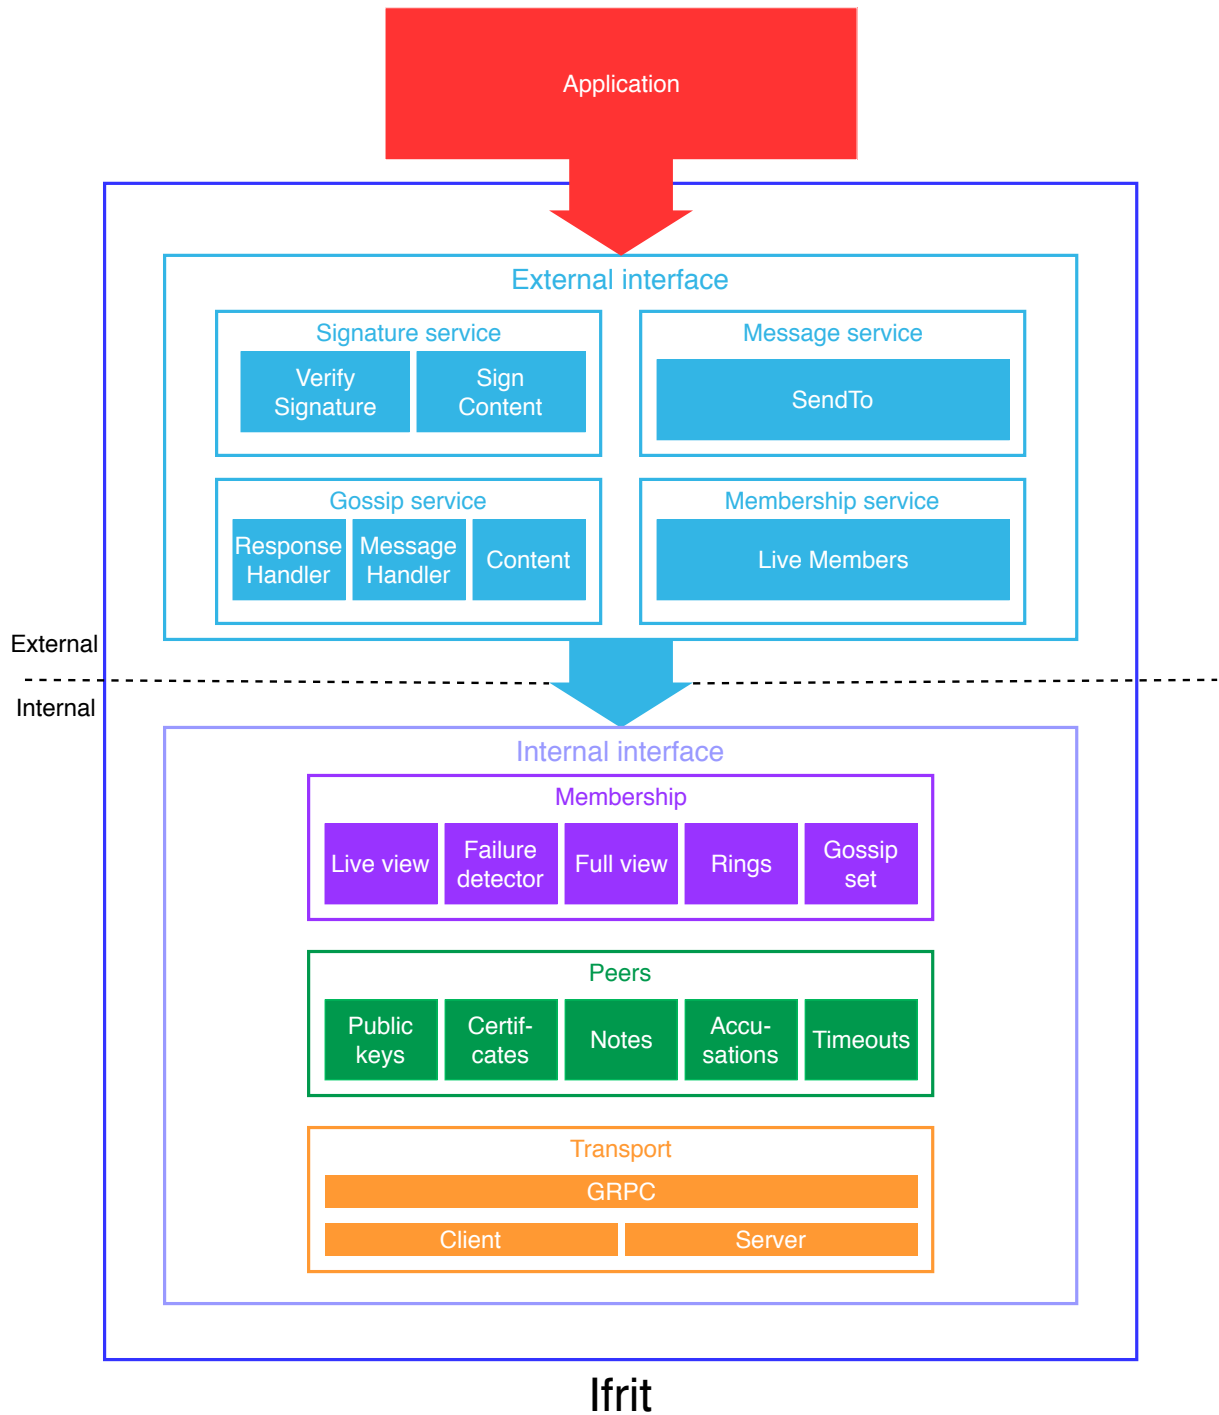 Application
External interface
Signature service
Verify
Signature
Sign
Content
Message service
SendTo
Gossip service
Response
Handler
Message
Handler
Content
Membership service
Live Members
External
Internal
Internal interface
Membership
Live view
Failure
detector
Full view
Rings
Gossip
set
Peers
Public
keys
Certif-
cates
Notes
Accu-
sations
Timeouts
Transport
GRPC
Client
Server
Ifrit